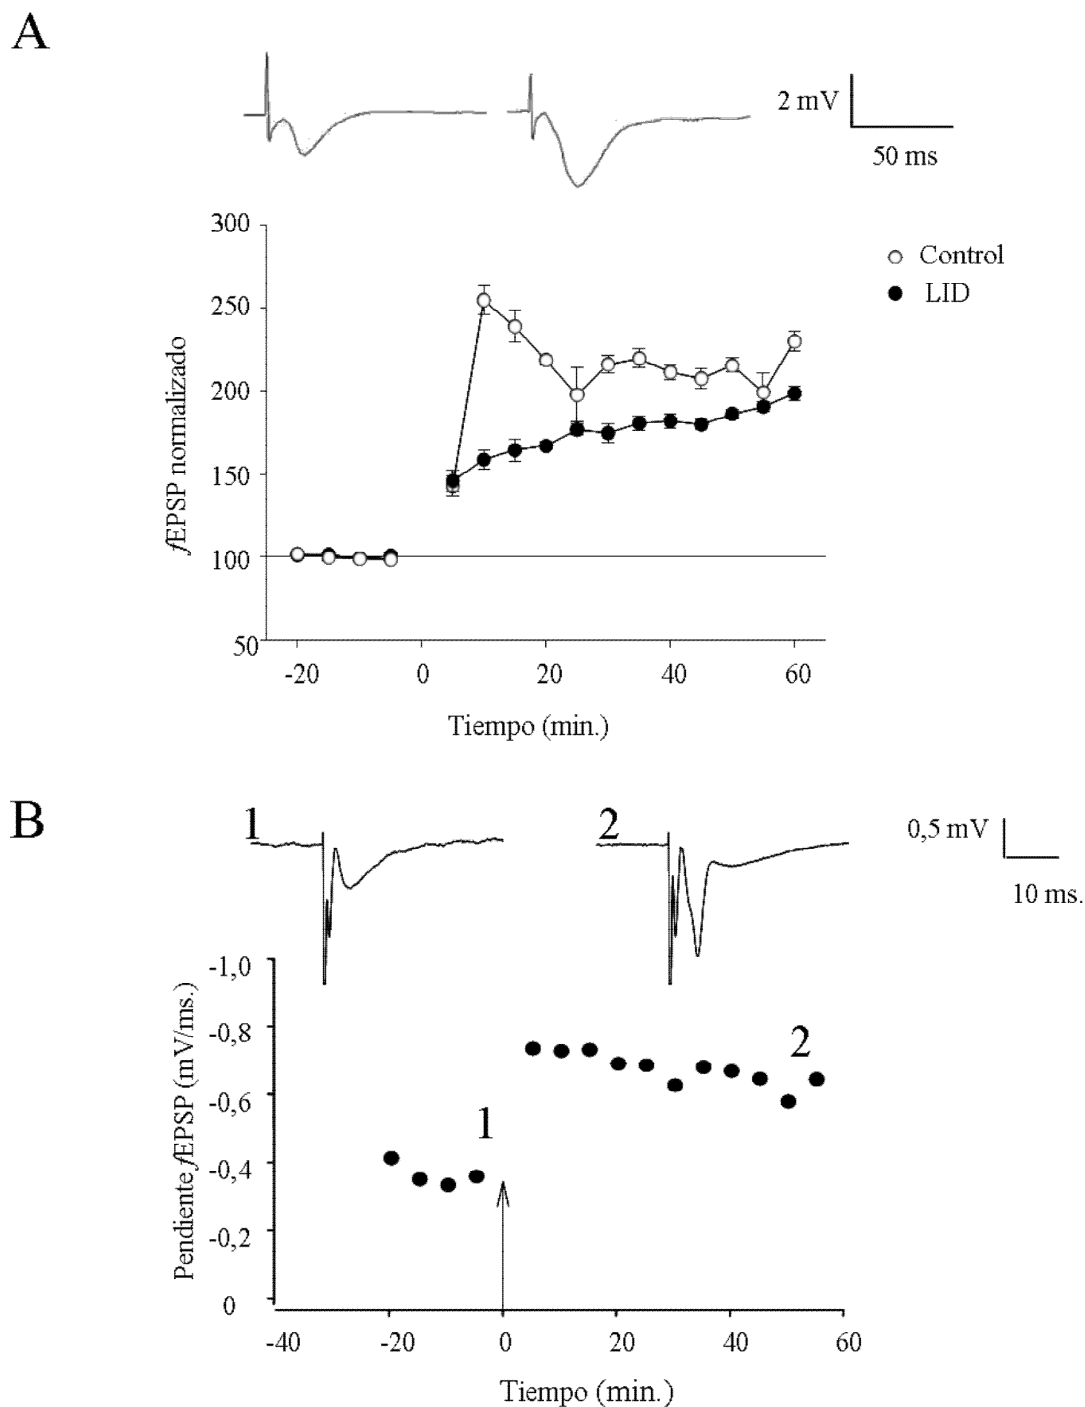 A
2 mV
50 ms
300
250
200
150
100
50
fEPSP normalizado
Control
LID
-20
0
20
40
60
Tiempo (min.)
B
1
2
0,5 mV
10 ms.
-1,0
-0,8
-0,6
-0,4
-0,2
0
Pendiente fEPSP (mV/ms.)
1
2
-40
-20
0
20
40
60
Tiempo (min.)